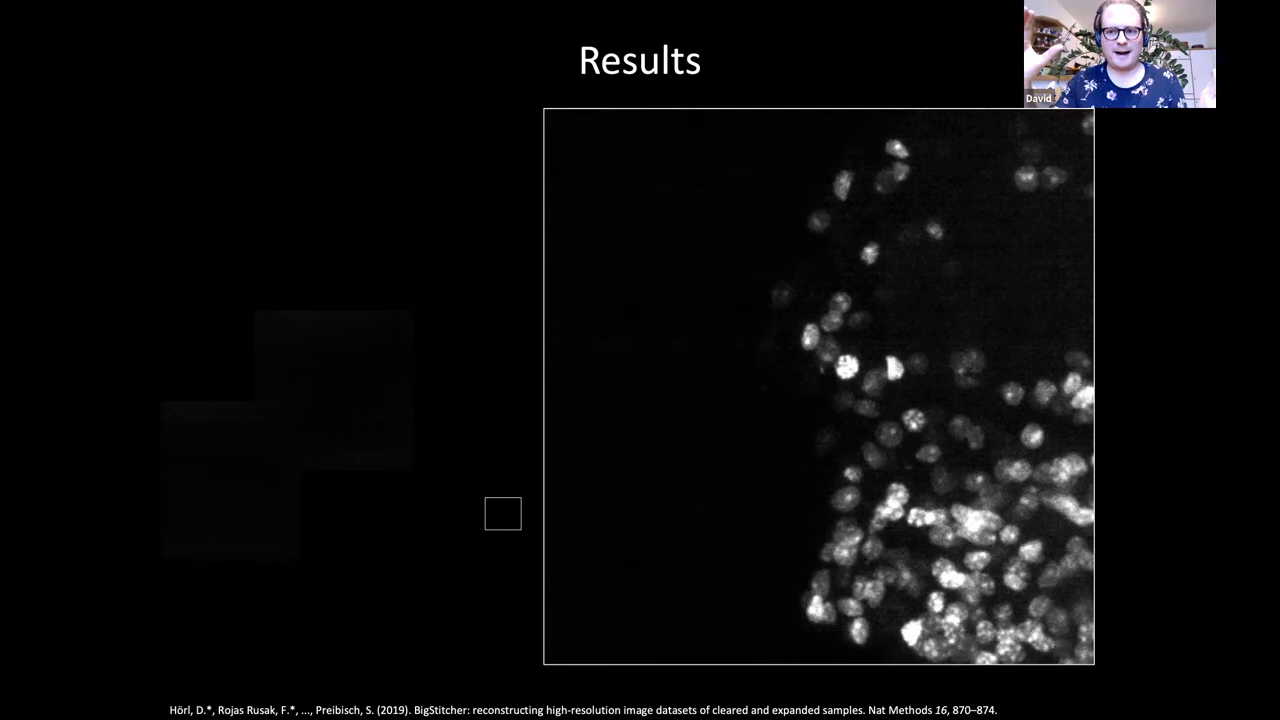 Results
David
Hörl, D.*, Rojas Rusak, F.*, ..., Preibisch, S. (2019). BigStitcher: reconstructing high-resolution image datasets of cleared and expanded samples. Nat Methods 16, 870–874.